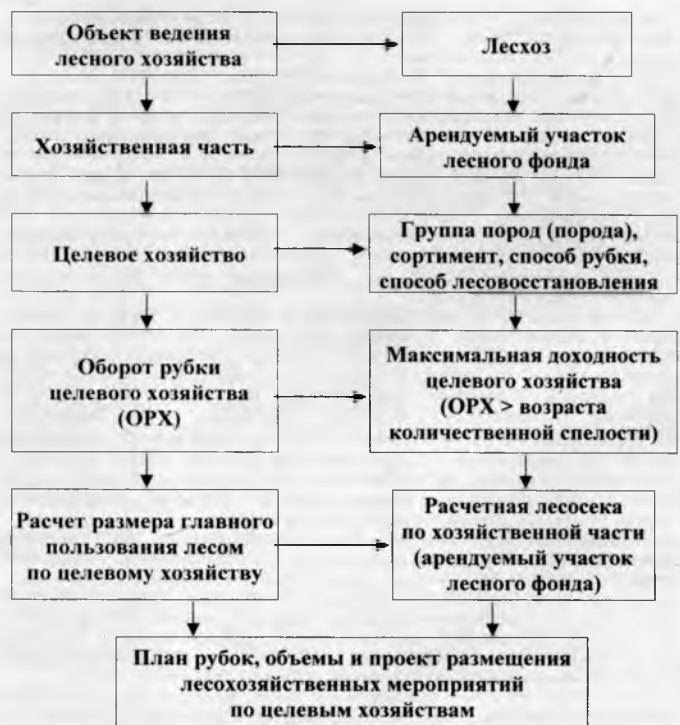 Объект ведения
лесного хозяйства
Лесхоз
Хозяйственная часть
Арендуемый участок
лесного фонда
Целевое хозяйство
Группа пород (порода),
сортимент, способ рубки,
способ лесовосстановления
Оборот рубки
целевого хозяйства
(ОРХ)
Максимальная доходность
целевого хозяйства
(ОРХ > возраста
количественной спелости)
Расчет размера главного
пользования лесом
по целевому хозяйству
Расчетная лесосека
по хозяйственной части
(арендуемый участок
лесного фонда)
План рубок, объемы и проект размещения
лесохозяйственных мероприятий
по целевым хозяйствам